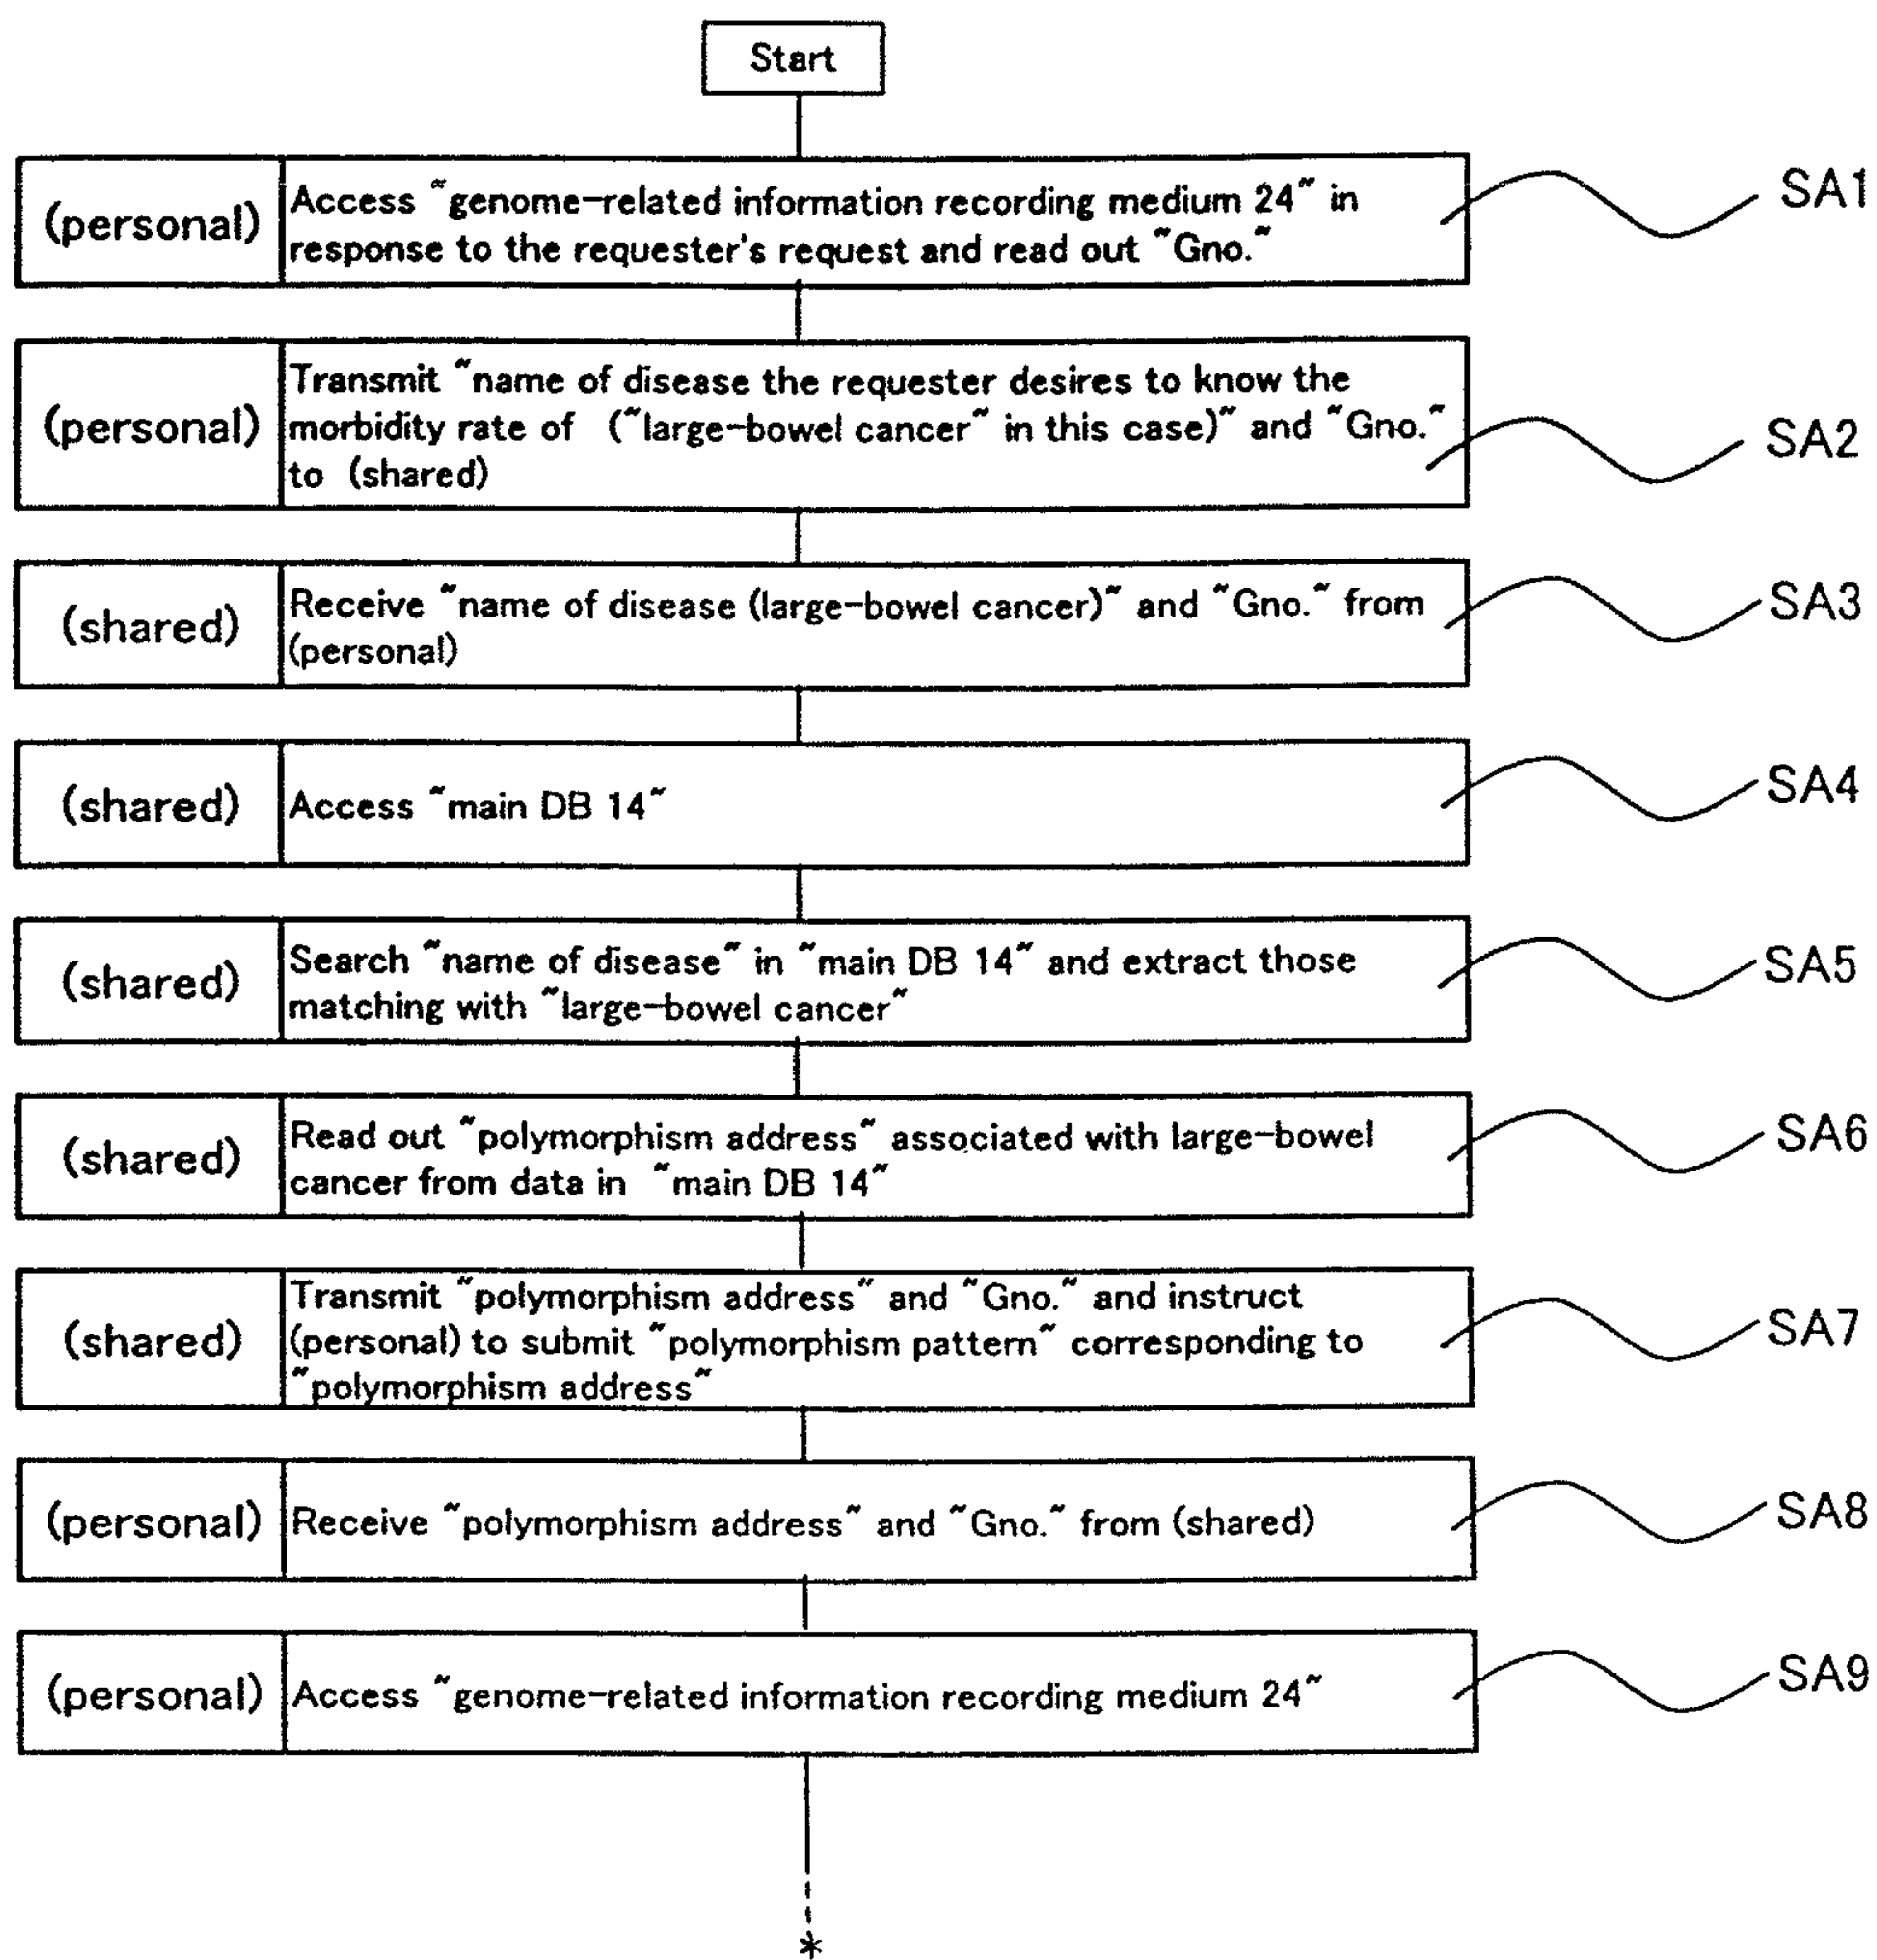 Start
(personal)
Access "genome-related information recording medium 24" in
response to the requester's request and read out "Gno."
SA1
(personal)
Transmit "name of disease the requester desires to know the
morbidity rate of ("large-bowel cancer" in this case)" and "Gno."
to (shared)
SA2
(shared)
Receive "name of disease (large-bowel cancer)" and "Gno." from
(personal)
SA3
(shared)
Access "main DB 14"
SA4
(shared)
Search "name of disease" in "main DB 14" and extract those
matching with "large-bowel cancer"
SA5
(shared)
Read out "polymorphism address" associated with large-bowel
cancer from data in "main DB 14"
SA6
(shared)
Transmit "polymorphism address" and "Gno." and instruct
(personal) to submit "polymorphism pattern" corresponding to
"polymorphism address"
SA7
(personal)
Receive "polymorphism address" and "Gno." from (shared)
SA8
(personal)
Access "genome-related information recording medium 24"
SA9
*